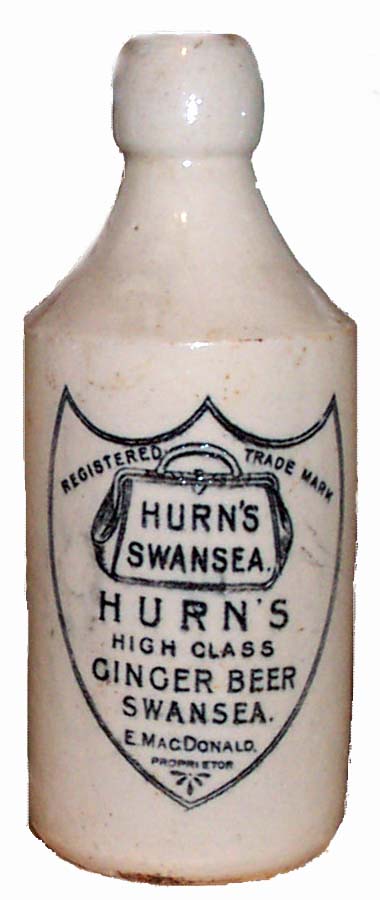 REGISTERED TRADE MARK
HURN'S
SWANSEA.
HURN'S
HIGH CLASS
GINGER BEER
SWANSEA.
E. MACDONALD.
PROPRIETOR